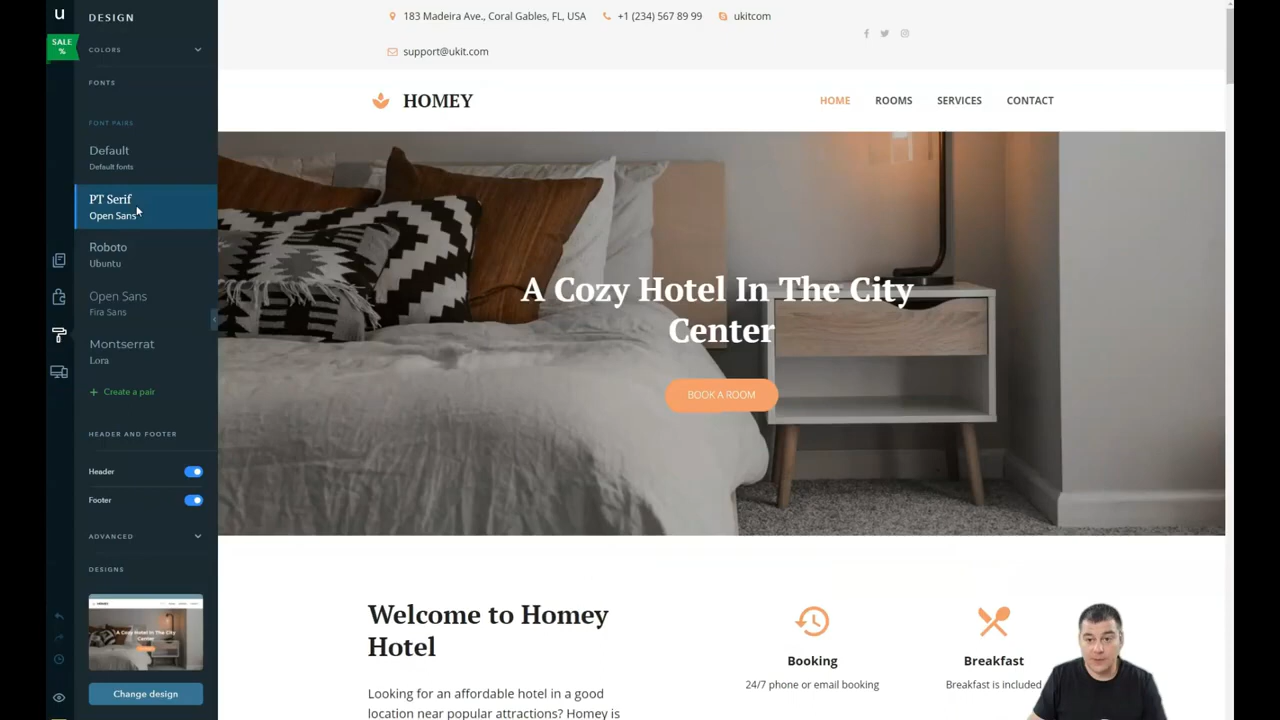 u
DESIGN
SALE
%
COLORS
FONTS
FONT PAIRS
Default
Default fonts
PT Serif
Open Sans
Roboto
Ubuntu
Open Sans
Fira Sans
Montserrat
Lora
+ Create a pair
HEADER AND FOOTER
Header
Footer
ADVANCED
DESIGNS
A Cozy Hotel In The City
Center
Change design
183 Madeira Ave., Coral Gables, FL, USA
+1 (234) 567 89 99
ukitcom
support@ukit.com
HOMEY
HOME
ROOMS
SERVICES
CONTACT
A Cozy Hotel In The City
Center
BOOK A ROOM
Welcome to Homey
Hotel
Looking for an affordable hotel in a good
location near popular attractions? Homey is
Booking
24/7 phone or email booking
Breakfast
Breakfast is included